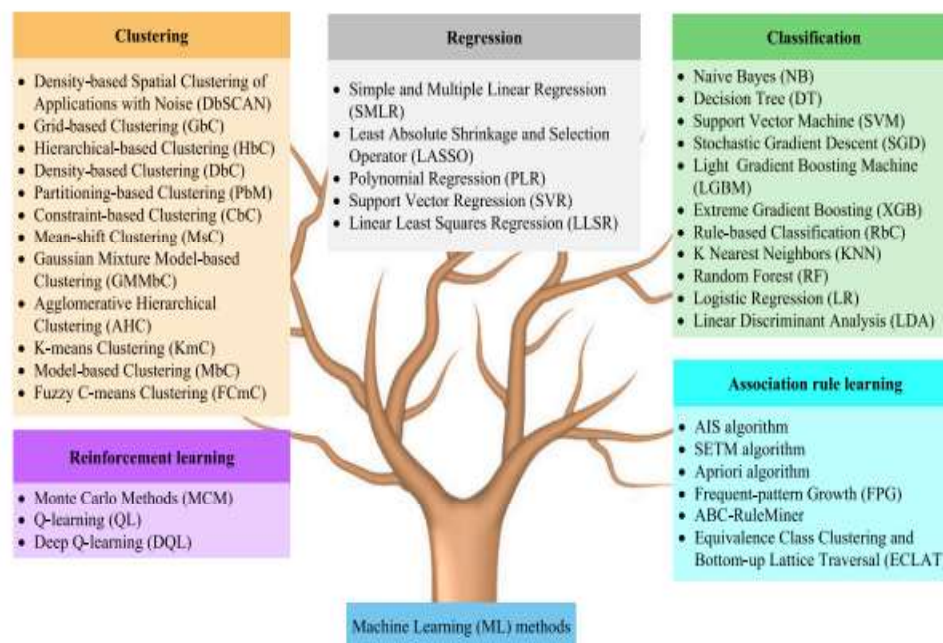 Clustering
• Density-based Spatial Clustering of
Applications with Noise (DbSCAN)
• Grid-based Clustering (GbC)
• Hierarchical-based Clustering (HbC)
• Density-based Clustering (DbC)
• Partitioning-based Clustering (PbM)
• Constraint-based Clustering (CbC)
• Mean-shift Clustering (MsC)
• Gaussian Mixture Model-based
Clustering (GMMbC)
• Agglomerative Hierarchical
Clustering (AHC)
• K-means Clustering (KmC)
• Model-based Clustering (MbC)
• Fuzzy C-means Clustering (FCmC)
Regression
• Simple and Multiple Linear Regression
(SMLR)
• Least Absolute Shrinkage and Selection
Operator (LASSO)
• Polynomial Regression (PLR)
• Support Vector Regression (SVR)
• Linear Least Squares Regression (LLSR)
Classification
• Naive Bayes (NB)
• Decision Tree (DT)
• Support Vector Machine (SVM)
• Stochastic Gradient Descent (SGD)
• Light Gradient Boosting Machine
(LGBM)
• Extreme Gradient Boosting (XGB)
• Rule-based Classification (RbC)
• K Nearest Neighbors (KNN)
• Random Forest (RF)
• Logistic Regression (LR)
• Linear Discriminant Analysis (LDA)
Reinforcement learning
• Monte Carlo Methods (MCM)
• Q-learning (QL)
• Deep Q-learning (DQL)
Association rule learning
• AIS algorithm
• SETM algorithm
• Apriori algorithm
• Frequent-pattern Growth (FPG)
• ABC-RuleMiner
• Equivalence Class Clustering and
Bottom-up Lattice Traversal (ECLAT)
Machine Learning (ML) methods